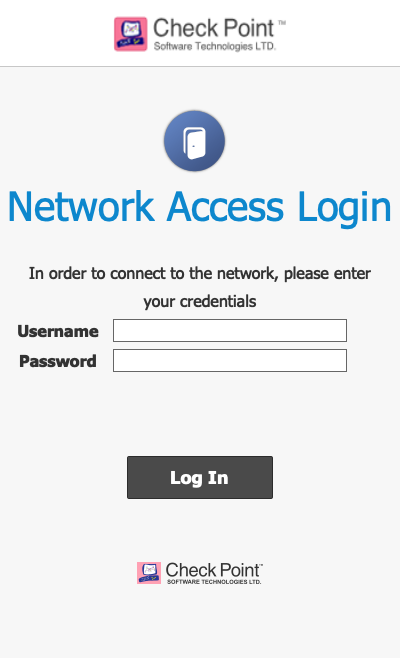 Check Point™
Software Technologies LTD.
Network Access Login
In order to connect to the network, please enter
your credentials
Username
Password
Log In
Check Point™
SOFTWARE TECHNOLOGIES LTD.